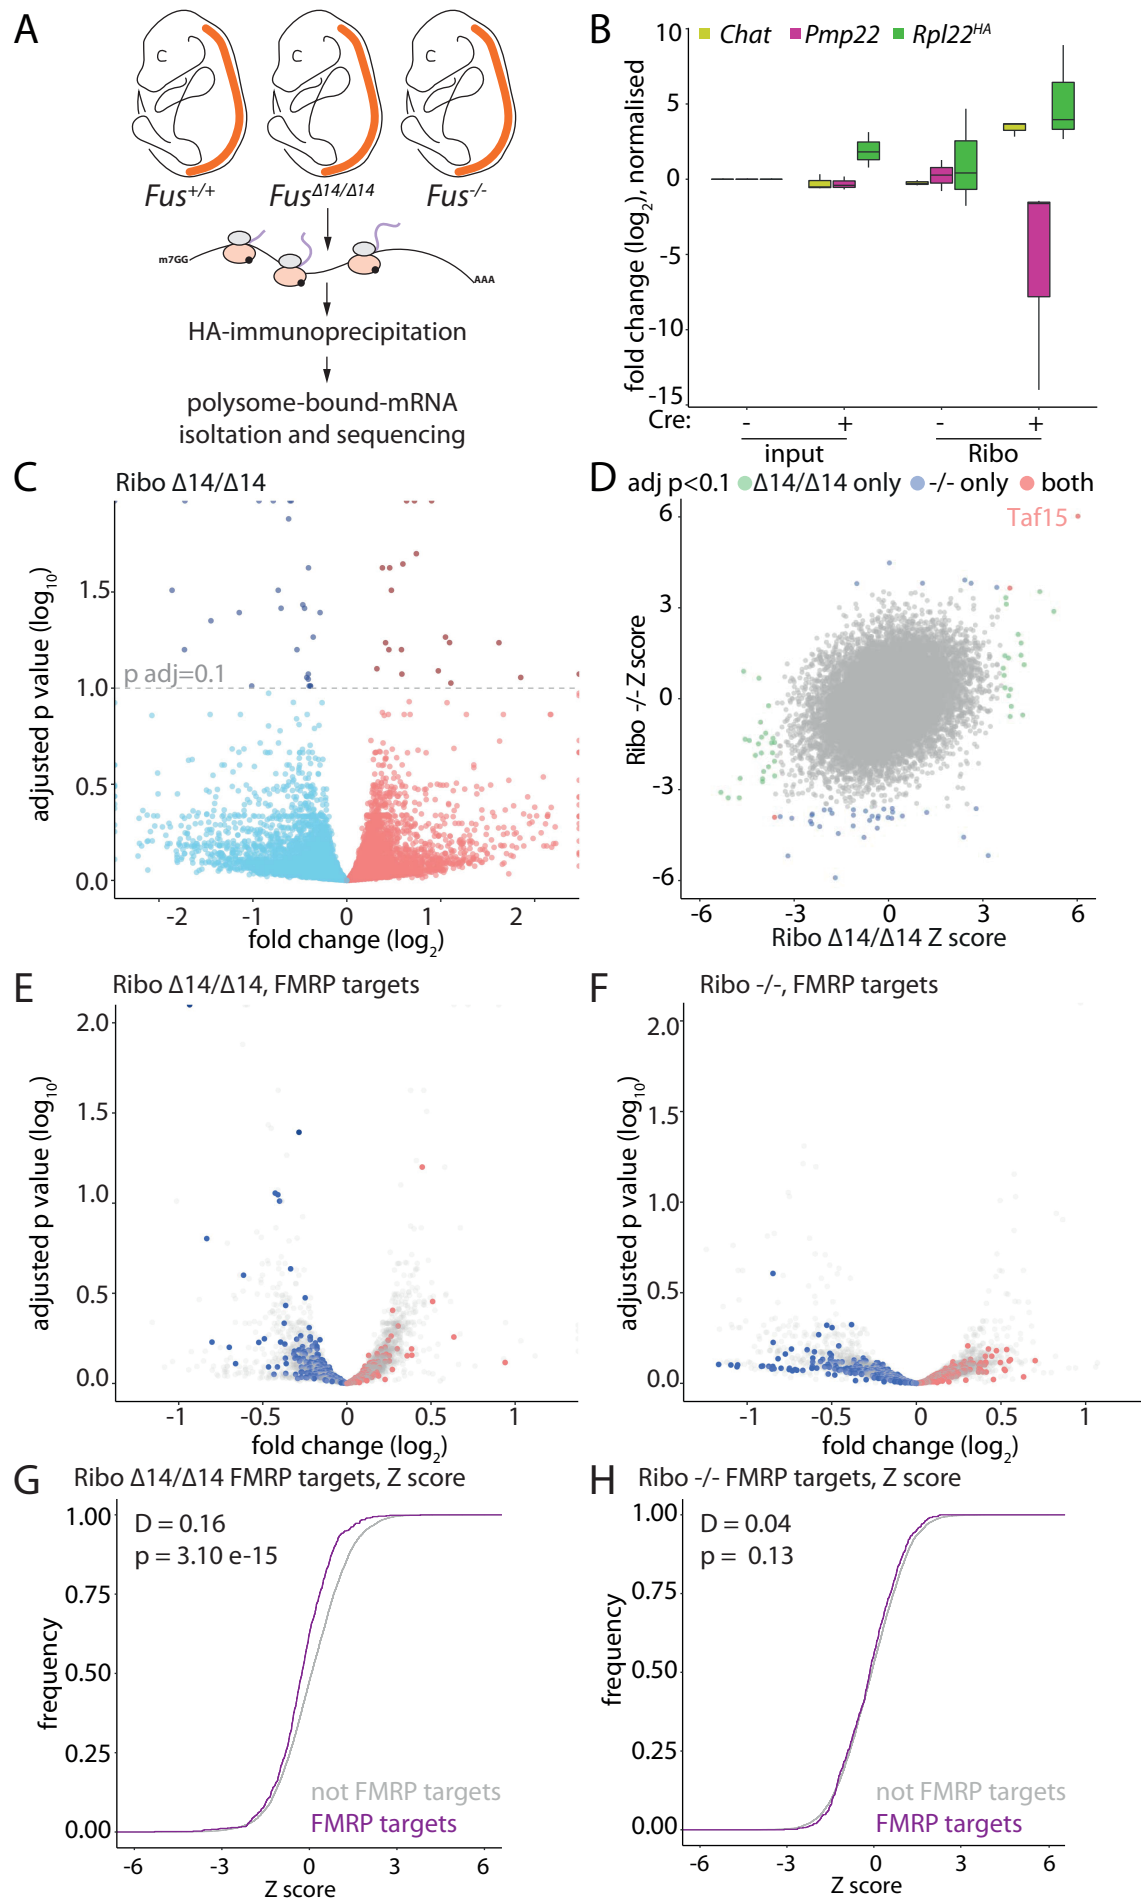 A
Fus+/+
FusΔ14/Δ14
Fus-/-
m7GG
AAA
HA-immunoprecipitation
polysome-bound-mRNA
isoltation and sequencing
B
Chat Pmp22 Rpl22HA
fold change (log2), normalised
10
5
0
-5
-10
-15
Cre: - + - +
input Ribo
C
Ribo Δ14/Δ14
adjusted p value (log10)
1.5
p adj=0.1
1.0
0.5
0.0
-2 -1 0 1 2
fold change (log2)
D
adj p<0.1 Δ14/Δ14 only -/- only both
Taf15
Ribo -/- Z score
6
3
0
-3
-6
-6 -3 0 3 6
Ribo Δ14/Δ14 Z score
E
Ribo Δ14/Δ14, FMRP targets
adjusted p value (log10)
2.0
1.5
1.0
0.5
0.0
-1 -0.5 0 0.5 1
fold change (log2)
F
Ribo -/-, FMRP targets
adjusted p value (log10)
2.0
1.5
1.0
0.5
0.0
-1 -0.5 0 0.5 1
fold change (log2)
G
Ribo Δ14/Δ14 FMRP targets, Z score
D = 0.16
p = 3.10 e-15
frequency
1.00
0.75
0.50
0.25
0.00
not FMRP targets
FMRP targets
-6 -3 0 3 6
Z score
H
Ribo -/- FMRP targets, Z score
D = 0.04
p = 0.13
frequency
1.00
0.75
0.50
0.25
0.00
not FMRP targets
FMRP targets
-6 -3 0 3 6
Z score